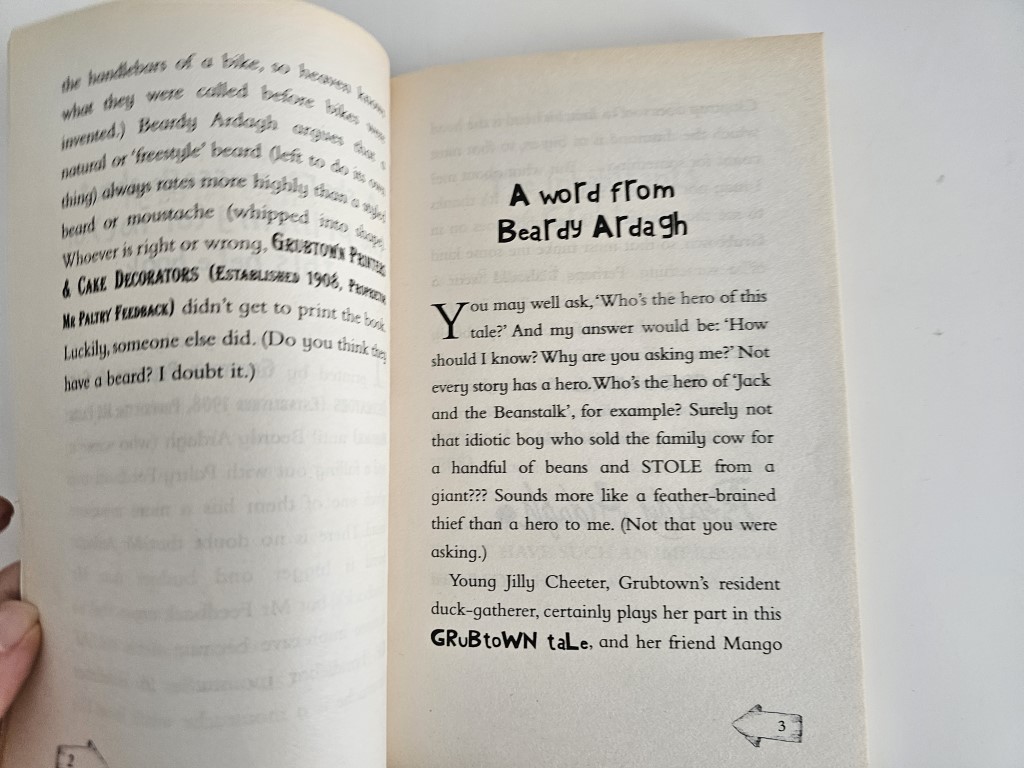 the handlebars of a bike, so heaven knows
what they were called before bikes were
invented.) Beardy Ardagh argues that a
natural or 'freestyle' beard (left to do its own
thing) always rates more highly than a styled
beard or moustache (whipped into shape).
Whoever is right or wrong, GRUBTOWN PRINTERS
& CAKE DECORATORS (ESTABLISHED 1908, PROPRIETOR
MR PALTRY FEEDBACK) didn't get to print the book.
Luckily, someone else did. (Do you think they
have a beard? I doubt it.)
2
A word from
Beardy Ardagh
You may well ask, 'Who's the hero of this
tale?' And my answer would be: 'How
should I know? Why are you asking me?' Not
every story has a hero. Who's the hero of 'Jack
and the Beanstalk', for example? Surely not
that idiotic boy who sold the family cow for
a handful of beans and STOLE from a
giant??? Sounds more like a feather-brained
thief than a hero to me. (Not that you were
asking.)
Young Jilly Cheeter, Grubtown's resident
duck-gatherer, certainly plays her part in this
GRUBtOWN taLe, and her friend Mango
3